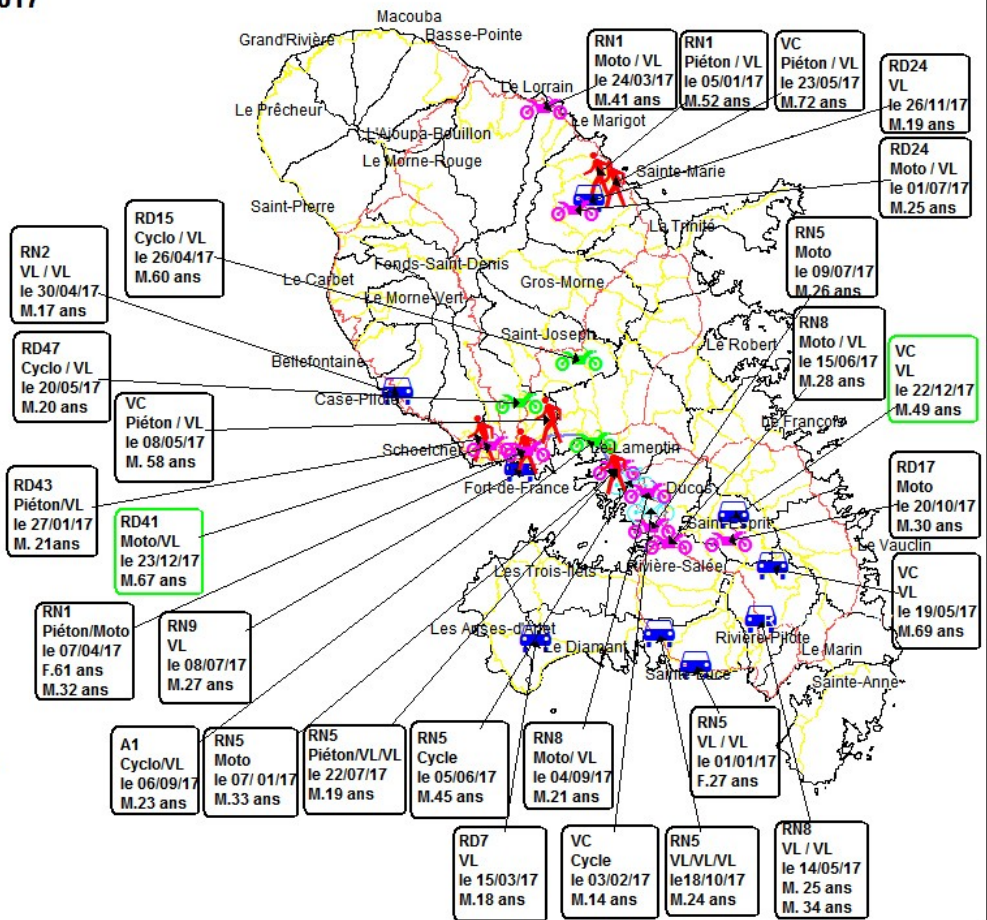 Macouba
Grand'Rivière
Basse-Pointe
Le Prêcheur
Le Lorrain
L'Ajoupa-Bouillon
Le Marigot
Le Morne-Rouge
Sainte-Marie
Saint-Pierre
La Trinité
Fonds-Saint-Denis
Le Carbet
Gros-Morne
Le Morne-Vert
Saint-Joseph
Le Robert
Bellefontaine
Case-Pilote
Le François
Schoelcher
Le Lamentin
Fort-de-France
Ducos
Saint-Esprit
Le Vauclin
Les Trois-Ilets
Rivière-Salée
Les Anses-d'Arlet
Le Diamant
Rivière-Pilote
Le Marin
Sainte-Luce
Sainte-Anne
RN1
Moto / VL
le 24/03/17
M.41 ans
RN1
Piéton / VL
le 05/01/17
M.52 ans
VC
Piéton / VL
le 23/05/17
M.72 ans
RD24
VL
le 26/11/17
M.19 ans
RD24
Moto / VL
le 01/07/17
M.25 ans
RD15
Cyclo / VL
le 26/04/17
M.60 ans
RN2
VL / VL
le 30/04/17
M.17 ans
RN5
Moto
le 09/07/17
M.26 ans
RN8
Moto / VL
le 15/06/17
M.28 ans
RD47
Cyclo / VL
le 20/05/17
M.20 ans
VC
VL
le 22/12/17
M.49 ans
VC
Piéton / VL
le 08/05/17
M. 58 ans
RD43
Piéton/VL
le 27/01/17
M. 21ans
RD41
Moto/VL
le 23/12/17
M.67 ans
RD17
Moto
le 20/10/17
M.30 ans
VC
VL
le 19/05/17
M.69 ans
RN1
Piéton/Moto
le 07/04/17
F.61 ans
M.32 ans
RN9
VL
le 08/07/17
M.27 ans
A1
Cyclo/VL
le 06/09/17
M.23 ans
RN5
Moto
le 07/ 01/17
M.33 ans
RN5
Piéton/VL/VL
le 22/07/17
M.19 ans
RN5
Cycle
le 05/06/17
M.45 ans
RN8
Moto/ VL
le 04/09/17
M.21 ans
RN5
VL / VL
le 01/01/17
F.27 ans
RD7
VL
le 15/03/17
M.18 ans
VC
Cycle
le 03/02/17
M.14 ans
RN5
VL/VL/VL
le18/10/17
M.24 ans
RN8
VL / VL
le 14/05/17
M. 25 ans
M. 34 ans